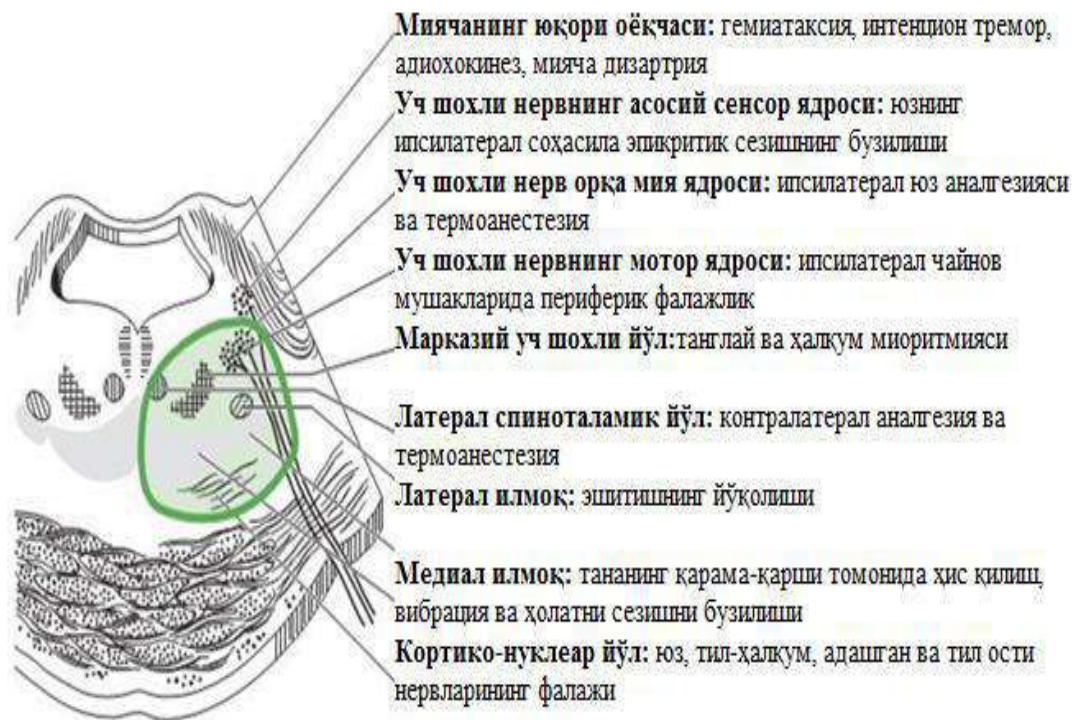 Миячанинг юқори оёқчаси: гемиатаксия, интенцион тремор,
адиохокинез, мияча дизартрия
Уч шохли нервнинг асосий сенсор ядроси: юзнинг
ипсилатерал соҳасила эпикритик сезишнинг бузилиши
Уч шохли нерв орқа мия ядроси: ипсилатерал юз аналгезияси
ва термоанестезия
Уч шохли нервнинг мотор ядроси: ипсилатерал чайнов
мушакларида периферик фалажлик
Марказий уч шохли йўл:танглай ва ҳалқум миоритмияси
Латерал спиноталамик йўл: контралатерал аналгезия ва
термоанестезия
Латерал илмоқ: эшитишнинг йўқолиши
Медиал илмоқ: тананинг қарама-қарши томонида ҳис қилиш,
вибрация ва ҳолатни сезишни бузилиши
Кортико-нуклеар йўл: юз, тил-ҳалқум, адашган ва тил ости
нервларининг фалажи